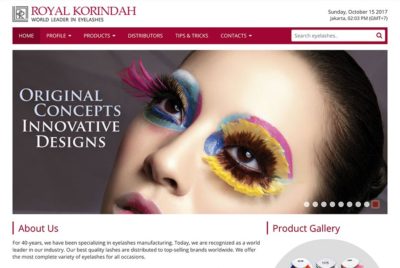 ROYAL KORINDAH
WORLD LEADER IN EYELASHES
Sunday, October 15 2017
Jakarta, 02:03 PM (GMT+7)
HOME PROFILE PRODUCTS DISTRIBUTORS TIPS & TRICKS CONTACTS Search eyelashes..
ORIGINAL
CONCEPTS
INNOVATIVE
DESIGNS
About Us
Product Gallery
For 40-years, we have been specializing in eyelashes manufacturing. Today, we are recognized as a world
leader in our industry. Our best quality lashes are distributed to top-selling brands worldwide. We offer
the most complete variety of eyelashes for all occasions.